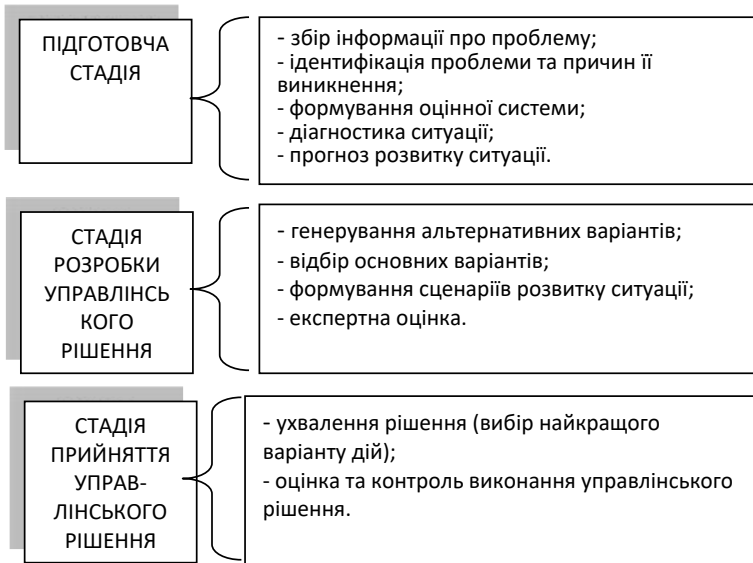 ПІДГОТОВЧА
СТАДІЯ
- збір інформації про проблему;
- ідентифікація проблеми та причин її
виникнення;
- формування оцінної системи;
- діагностика ситуації;
- прогноз розвитку ситуації.
СТАДІЯ
РОЗРОБКИ
УПРАВЛІНСЬ
КОГО
РІШЕННЯ
- генерування альтернативних варіантів;
- відбір основних варіантів;
- формування сценаріїв розвитку ситуації;
- експертна оцінка.
СТАДІЯ
ПРИЙНЯТТЯ
УПРАВ-
ЛІНСЬКОГО
РІШЕННЯ
- ухвалення рішення (вибір найкращого
варіанту дій);
- оцінка та контроль виконання управлінського
рішення.